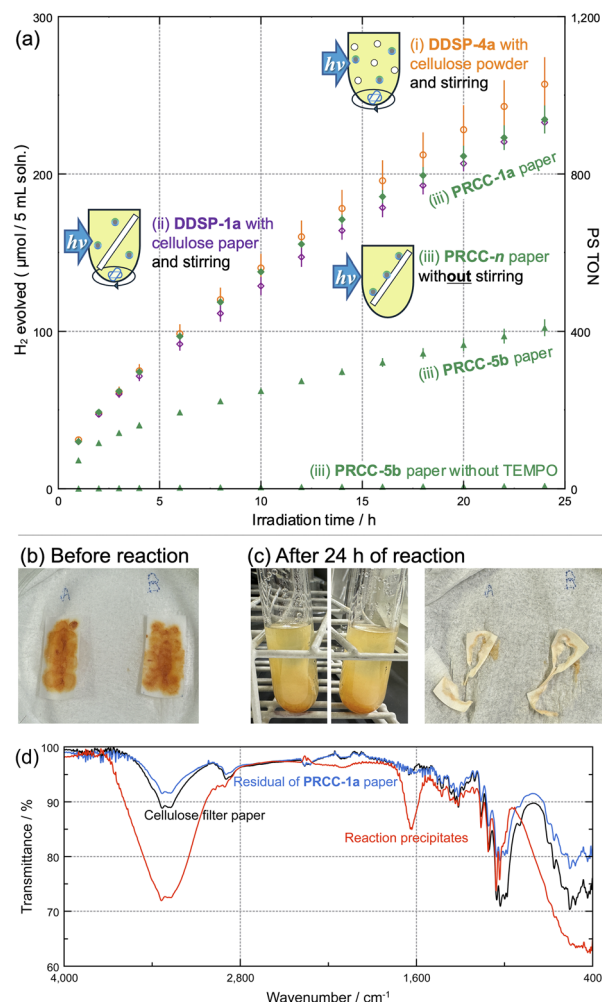 (a)
300
200
100
0
H₂ evolved ( µmol / 5 mL soln.)
1,200
800
400
0
PS TON
hν
(i) DDSP-4a with
cellulose powder
and stirring
(iii) PRCC-1a paper
hν
(ii) DDSP-1a with
cellulose paper
and stirring
hν
(iii) PRCC-n paper
without stirring
(iii) PRCC-5b paper
(iii) PRCC-5b paper without TEMPO
0 5 10 15 20 25
Irradiation time / h
(b) Before reaction
(c) After 24 h of reaction
(d)
100
90
80
70
60
Transmittance / %
Residual of PRCC-1a paper
Cellulose filter paper
Reaction precipitates
4,000 2,800 1,600 400
Wavenumber / cm⁻¹